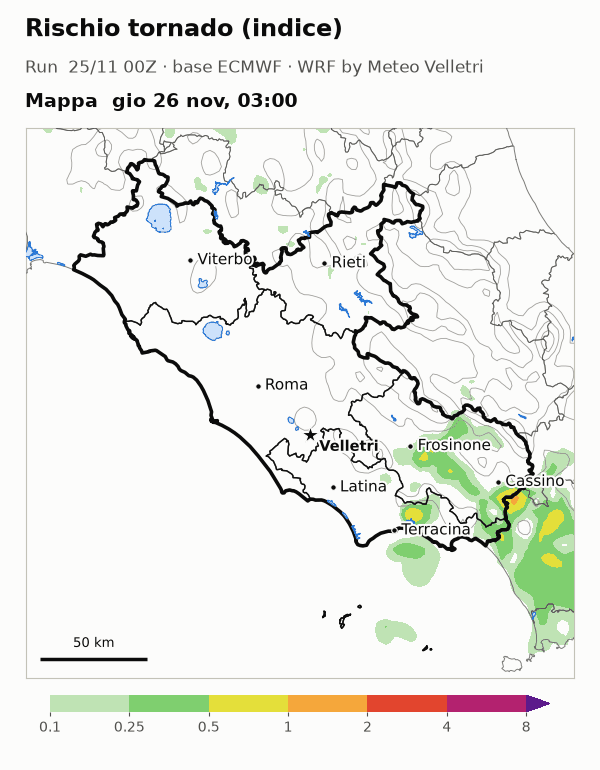 Rischio tornado (indice)
Run  25/11 00Z · base ECMWF · WRF by Meteo Velletri
Mappa  gio 26 nov, 03:00
Viterbo
Rieti
Roma
Velletri
Frosinone
Cassino
Latina
Terracina
50 km
0.1 0.25 0.5 1 2 4 8